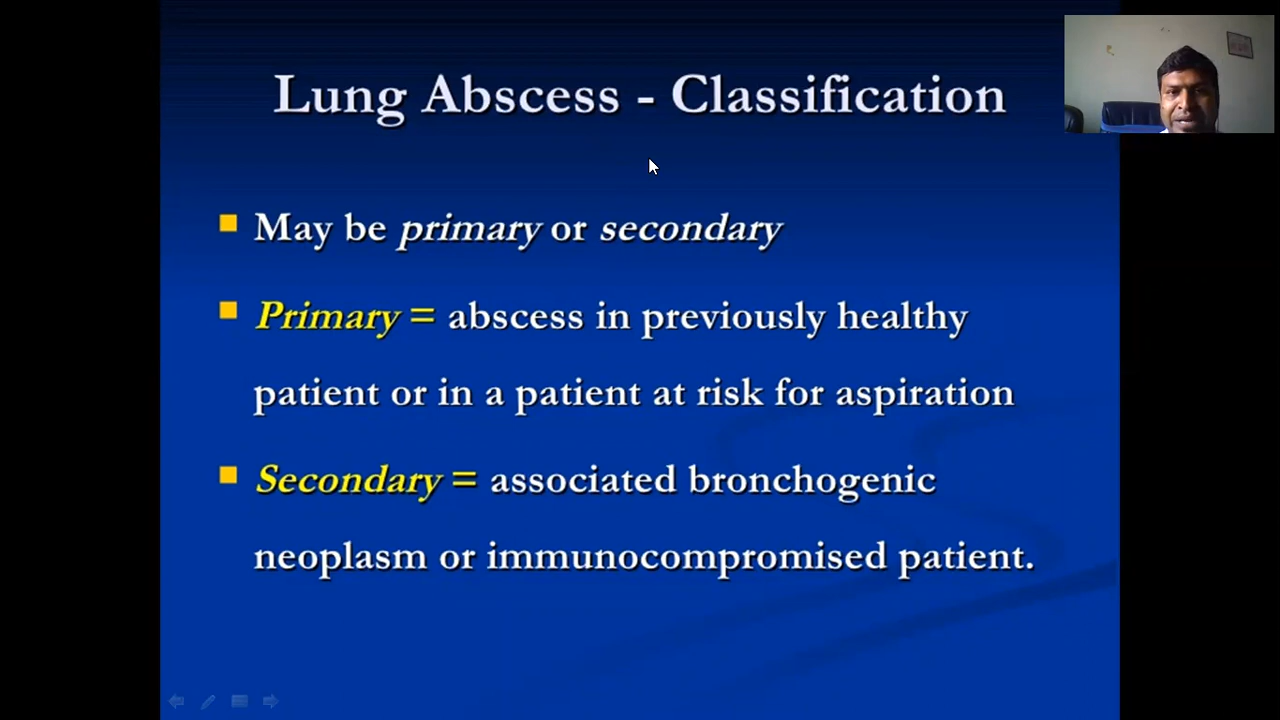 Lung Abscess - Classification
May be primary or secondary
Primary = abscess in previously healthy
patient or in a patient at risk for aspiration
Secondary = associated bronchogenic
neoplasm or immunocompromised patient.